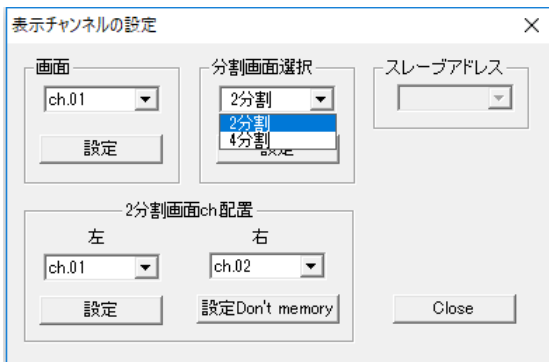 表示チャンネルの設定
画面
ch.01
設定
分割画面選択
2分割
2分割
4分割
設定
スレーブアドレス
2分割画面ch配置
左
右
ch.01
ch.02
設定
設定Don't memory
Close